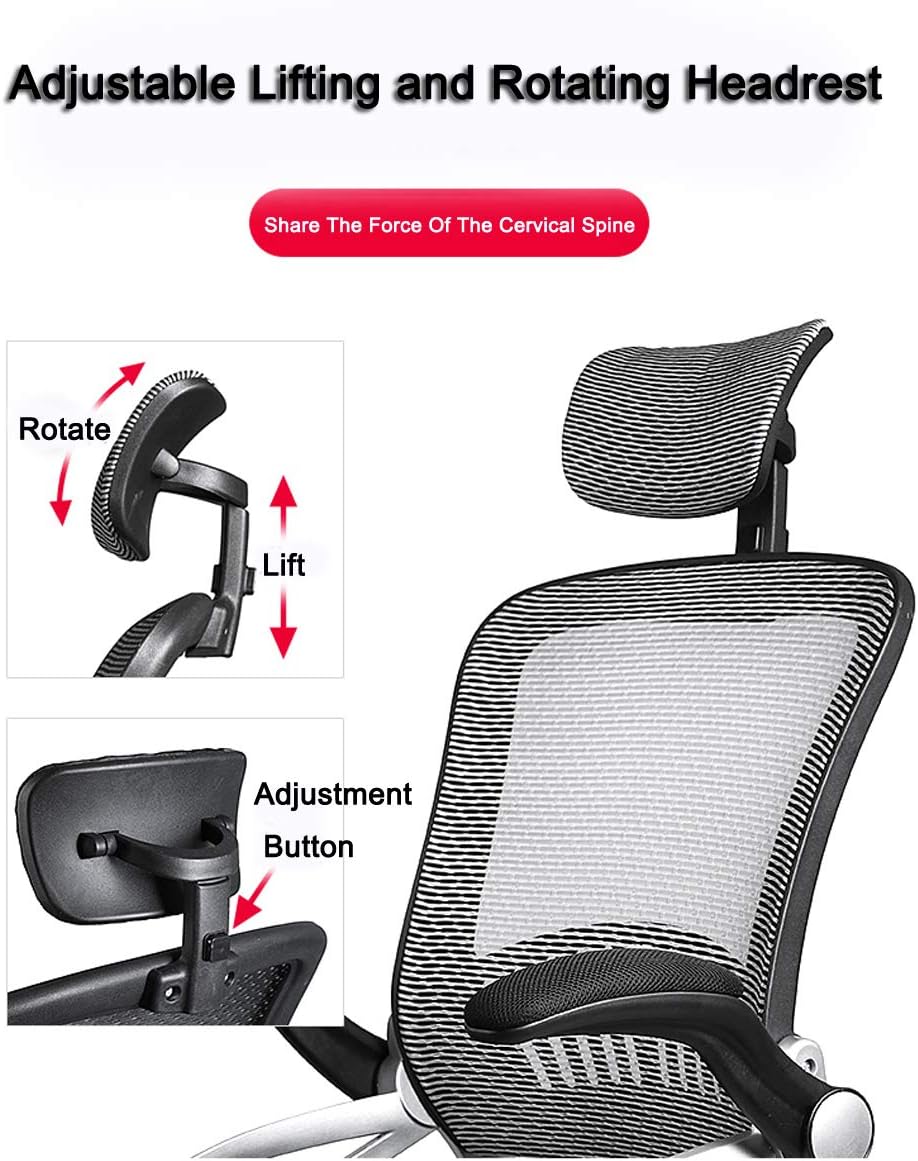 Adjustable Lifting and Rotating Headrest
Share The Force Of The Cervical Spine
Rotate
Lift
Adjustment
Button